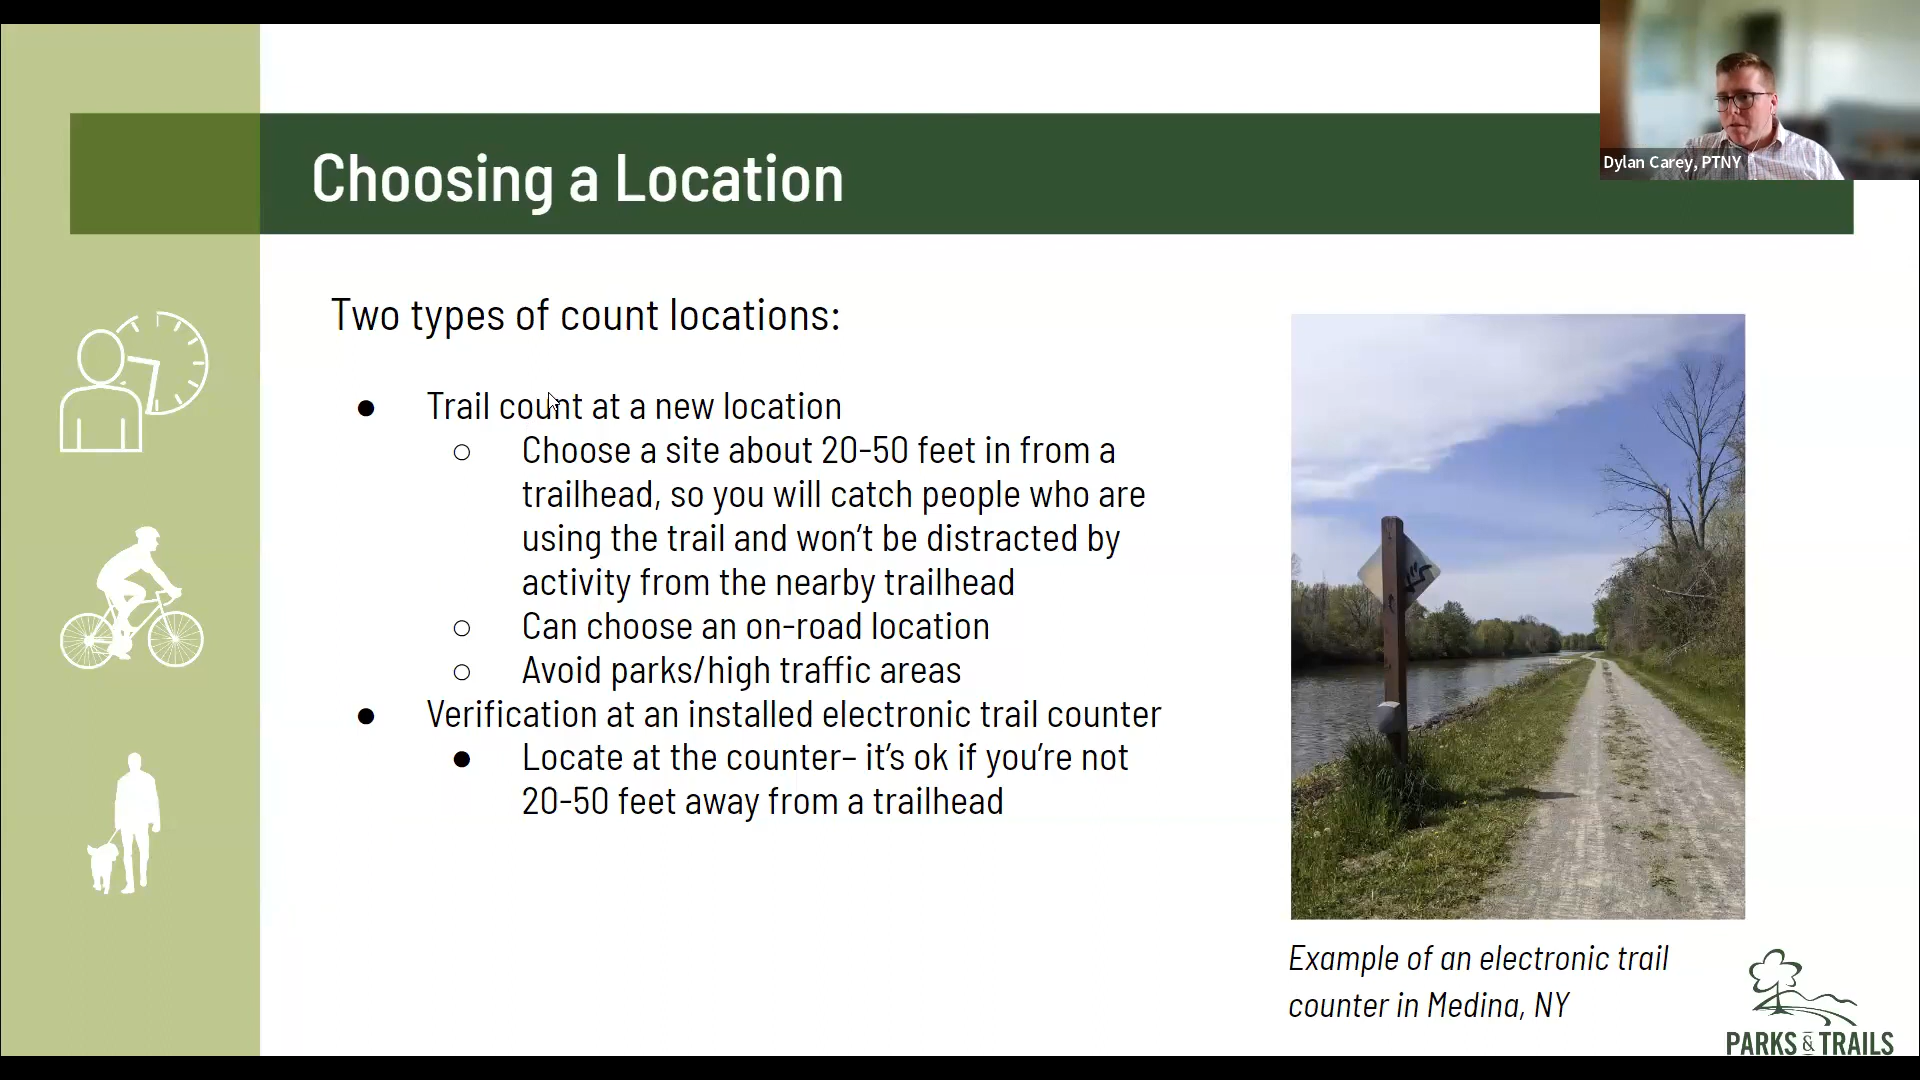 Dylan Carey, PTNY
Choosing a Location
Two types of count locations:
● Trail count at a new location
○ Choose a site about 20-50 feet in from a
trailhead, so you will catch people who are
using the trail and won't be distracted by
activity from the nearby trailhead
○ Can choose an on-road location
○ Avoid parks/high traffic areas
● Verification at an installed electronic trail counter
● Locate at the counter– it's ok if you're not
20-50 feet away from a trailhead
Example of an electronic trail
counter in Medina, NY
PARKS & TRAILS